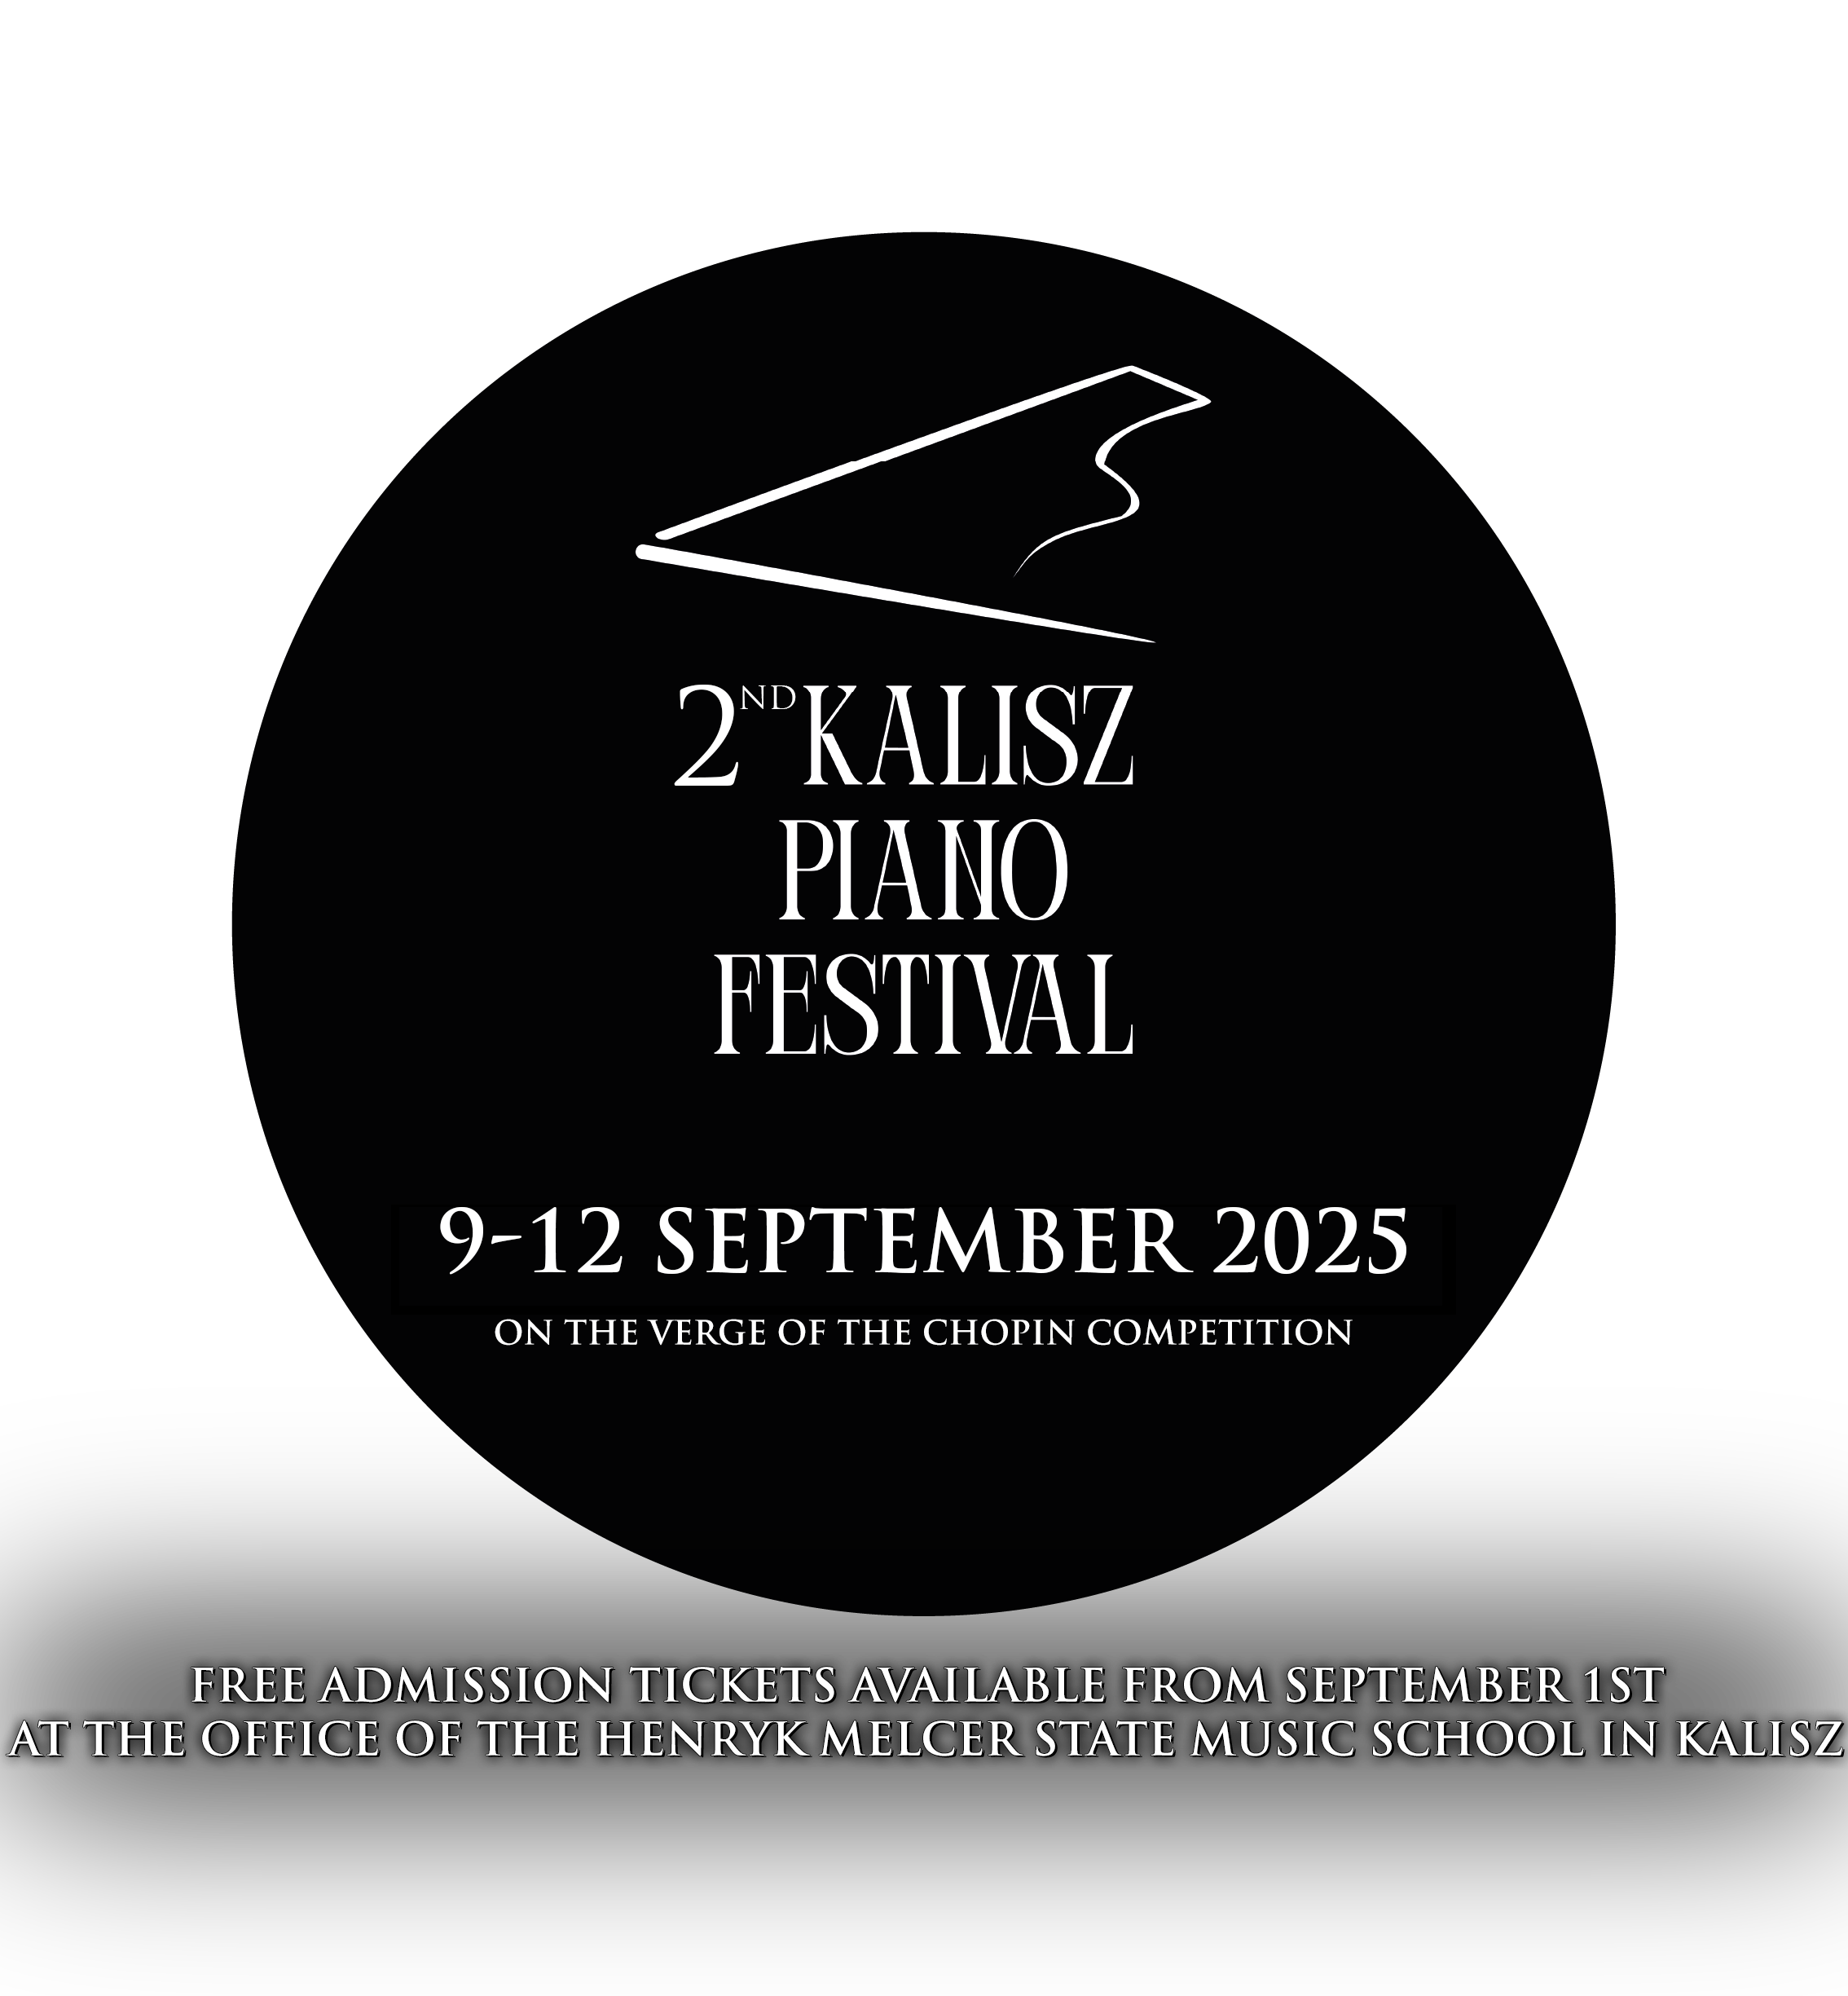 2ND KALISZ
PIANO
FESTIVAL
9-12 SEPTEMBER 2025
ON THE VERGE OF THE CHOPIN COMPETITION
FREE ADMISSION TICKETS AVAILABLE FROM SEPTEMBER 1ST
AT THE OFFICE OF THE HENRYK MELCER STATE MUSIC SCHOOL IN KALISZ